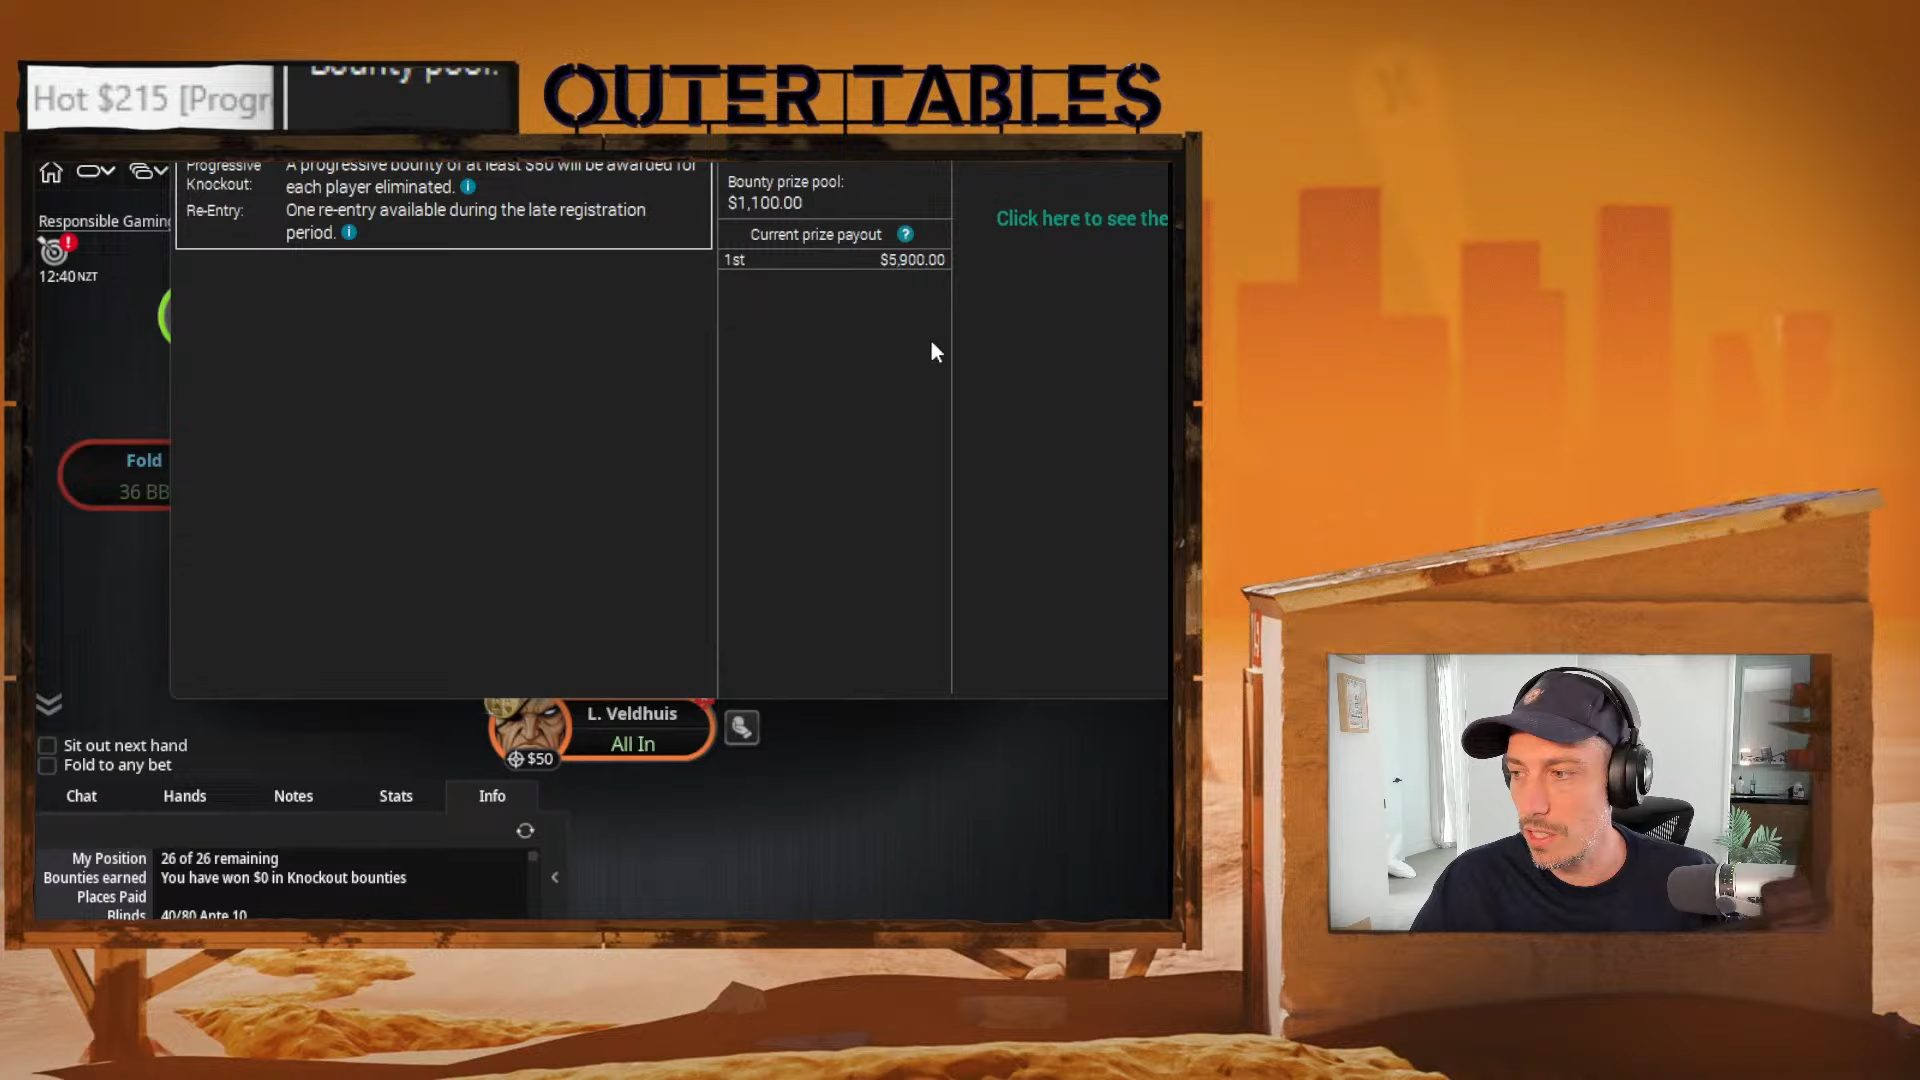 OUTER TABLES
Hot $215 [Progr
Bounty pool:
Progressive
Knockout:
A progressive bounty of at least $50 will be awarded for
each player eliminated.
Re-Entry:
One re-entry available during the late registration
period.
Bounty prize pool:
$1,100.00
Current prize payout ?
1st $5,900.00
Click here to see the
Responsible Gaming
12:40 NZT
Fold
36 BB
L. Veldhuis
All In
$50
Sit out next hand
Fold to any bet
Chat Hands Notes Stats Info
My Position 26 of 26 remaining
Bounties earned You have won $0 in Knockout bounties
Places Paid
Blinds 40/80 Ante 10